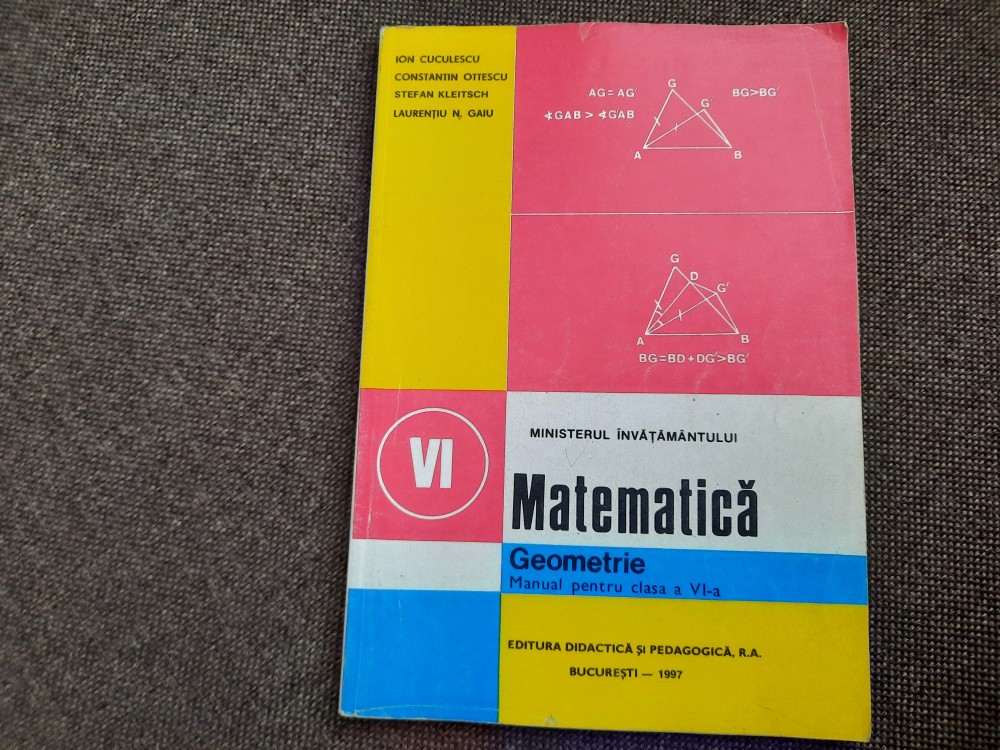 ION CUCULESCU
CONSTANTIN OTTESCU
STEFAN KLEITSCH
LAURENȚIU N. GAIU
AG = AG' G BG>BG'
∢GAB > ∢G'AB G'
A B
G
D
G'
A B
BG=BD+DG'>BG'
VI
MINISTERUL ÎNVĂȚĂMÂNTULUI
Matematică
Geometrie
Manual pentru clasa a VI-a
EDITURA DIDACTICĂ ȘI PEDAGOGICĂ, R.A.
BUCUREȘTI — 1997